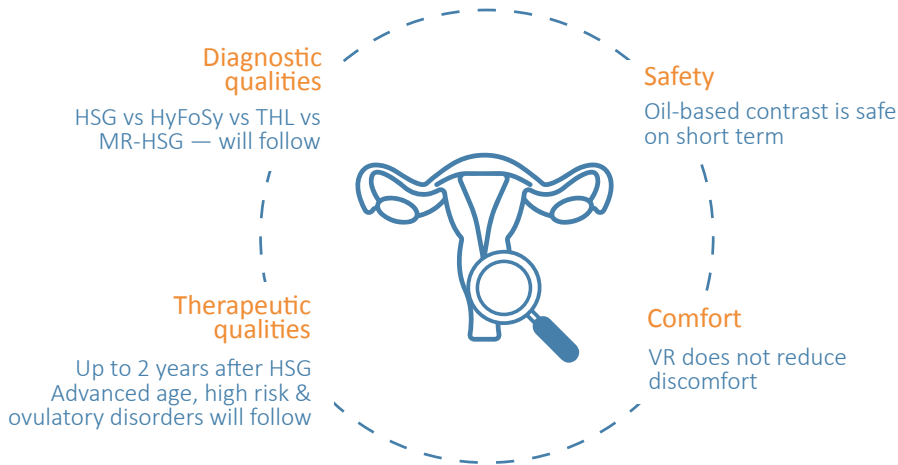 Diagnostic
qualities
HSG vs HyFoSy vs THL vs
MR-HSG — will follow
Safety
Oil-based contrast is safe
on short term
Therapeutic
qualities
Up to 2 years after HSG
Advanced age, high risk &
ovulatory disorders will follow
Comfort
VR does not reduce
discomfort